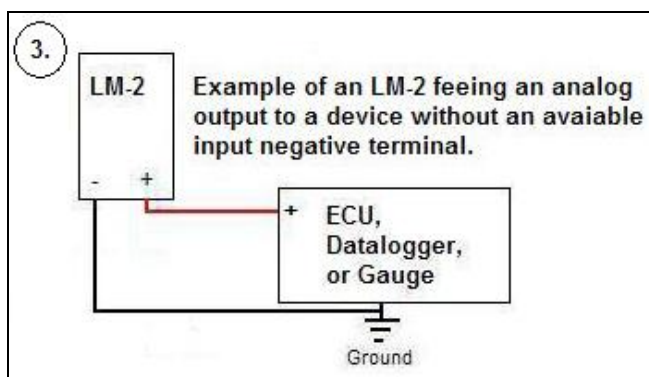 3.
LM-2
Example of an LM-2 feeing an analog
output to a device without an avaiable
input negative terminal.
- +
+
ECU,
Datalogger,
or Gauge
Ground